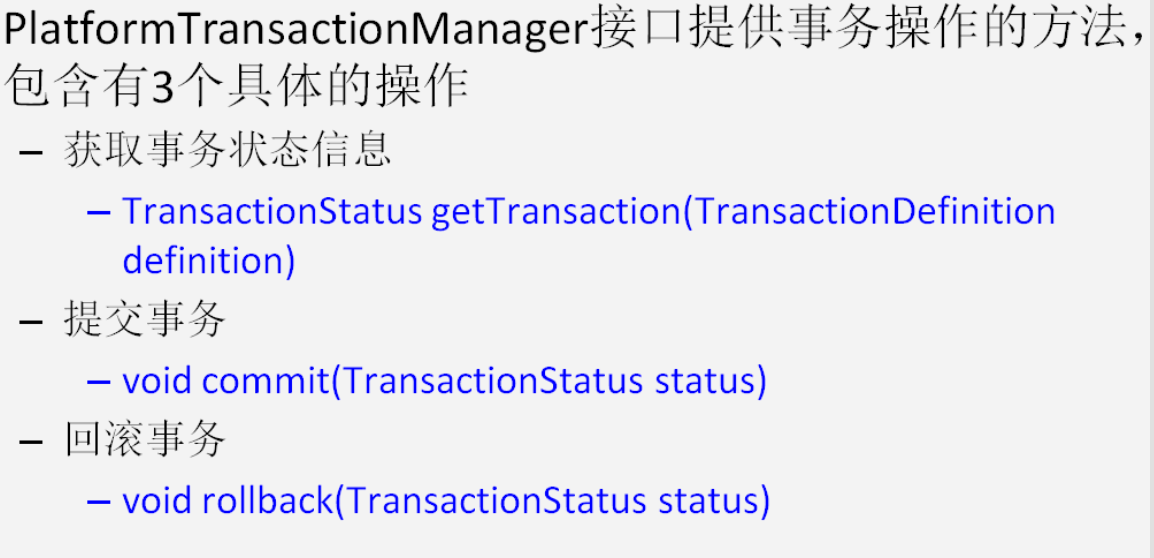 PlatformTransactionManager接口提供事务操作的方法，
包含有3个具体的操作
– 获取事务状态信息
– TransactionStatus getTransaction(TransactionDefinition
definition)
– 提交事务
– void commit(TransactionStatus status)
– 回滚事务
– void rollback(TransactionStatus status)